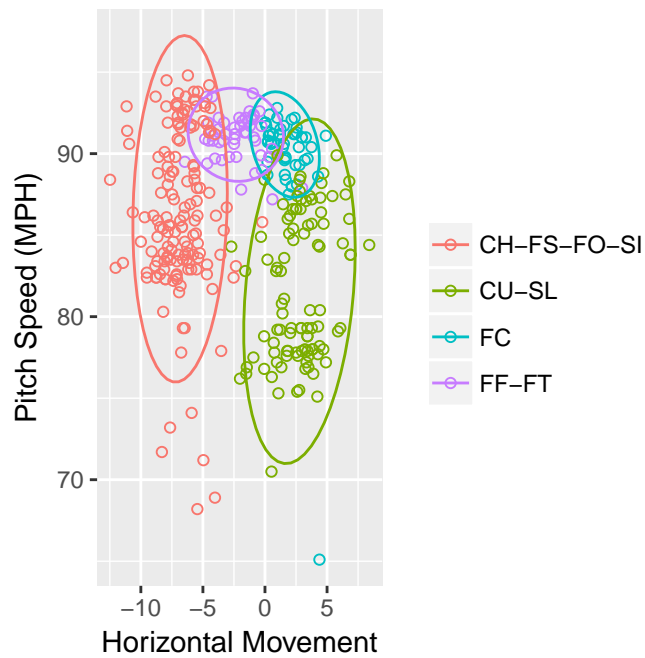 90
80
70
−10
−5
0
5
Pitch Speed (MPH)
Horizontal Movement
CH−FS−FO−SI
CU−SL
FC
FF−FT